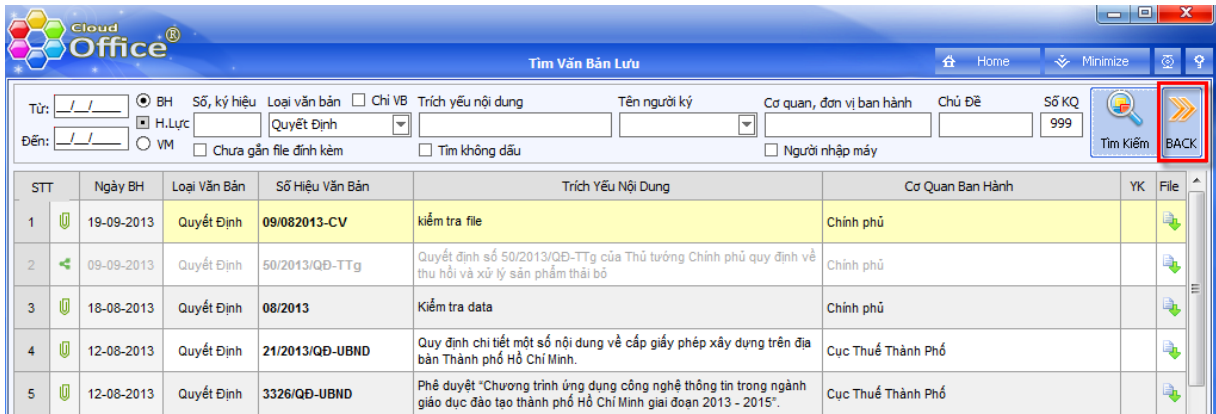 Cloud
Office®
Tìm Văn Bản Lưu
Home
Minimize
Từ: _/_/___
BH
Số, ký hiệu
Loại văn bản
Chỉ VB
Trích yếu nội dung
Tên người ký
Cơ quan, đơn vị ban hành
Chủ Đề
Số KQ
H.Lực
Quyết Định
999
Đến: _/_/___
VM
Chưa gắn file đính kèm
Tìm không dấu
Người nhập máy
Tìm Kiếm
BACK
STT Ngày BH Loại Văn Bản Số Hiệu Văn Bản Trích Yếu Nội Dung Cơ Quan Ban Hành YK File
1 19-09-2013 Quyết Định 09/082013-CV kiểm tra file Chính phủ
2 09-09-2013 Quyết Định 50/2013/QĐ-TTg Quyết định số 50/2013/QĐ-TTg của Thủ tướng Chính phủ quy định về Chính phủ
thu hồi và xử lý sản phẩm thải bỏ
3 18-08-2013 Quyết Định 08/2013 Kiểm tra data Chính phủ
4 12-08-2013 Quyết Định 21/2013/QĐ-UBND Quy định chi tiết một số nội dung về cấp giấy phép xây dựng trên địa Cục Thuế Thành Phố
bàn Thành phố Hồ Chí Minh.
5 12-08-2013 Quyết Định 3326/QĐ-UBND Phê duyệt “Chương trình ứng dụng công nghệ thông tin trong ngành Cục Thuế Thành Phố
giáo dục đào tạo thành phố Hồ Chí Minh giai đoạn 2013 - 2015”.